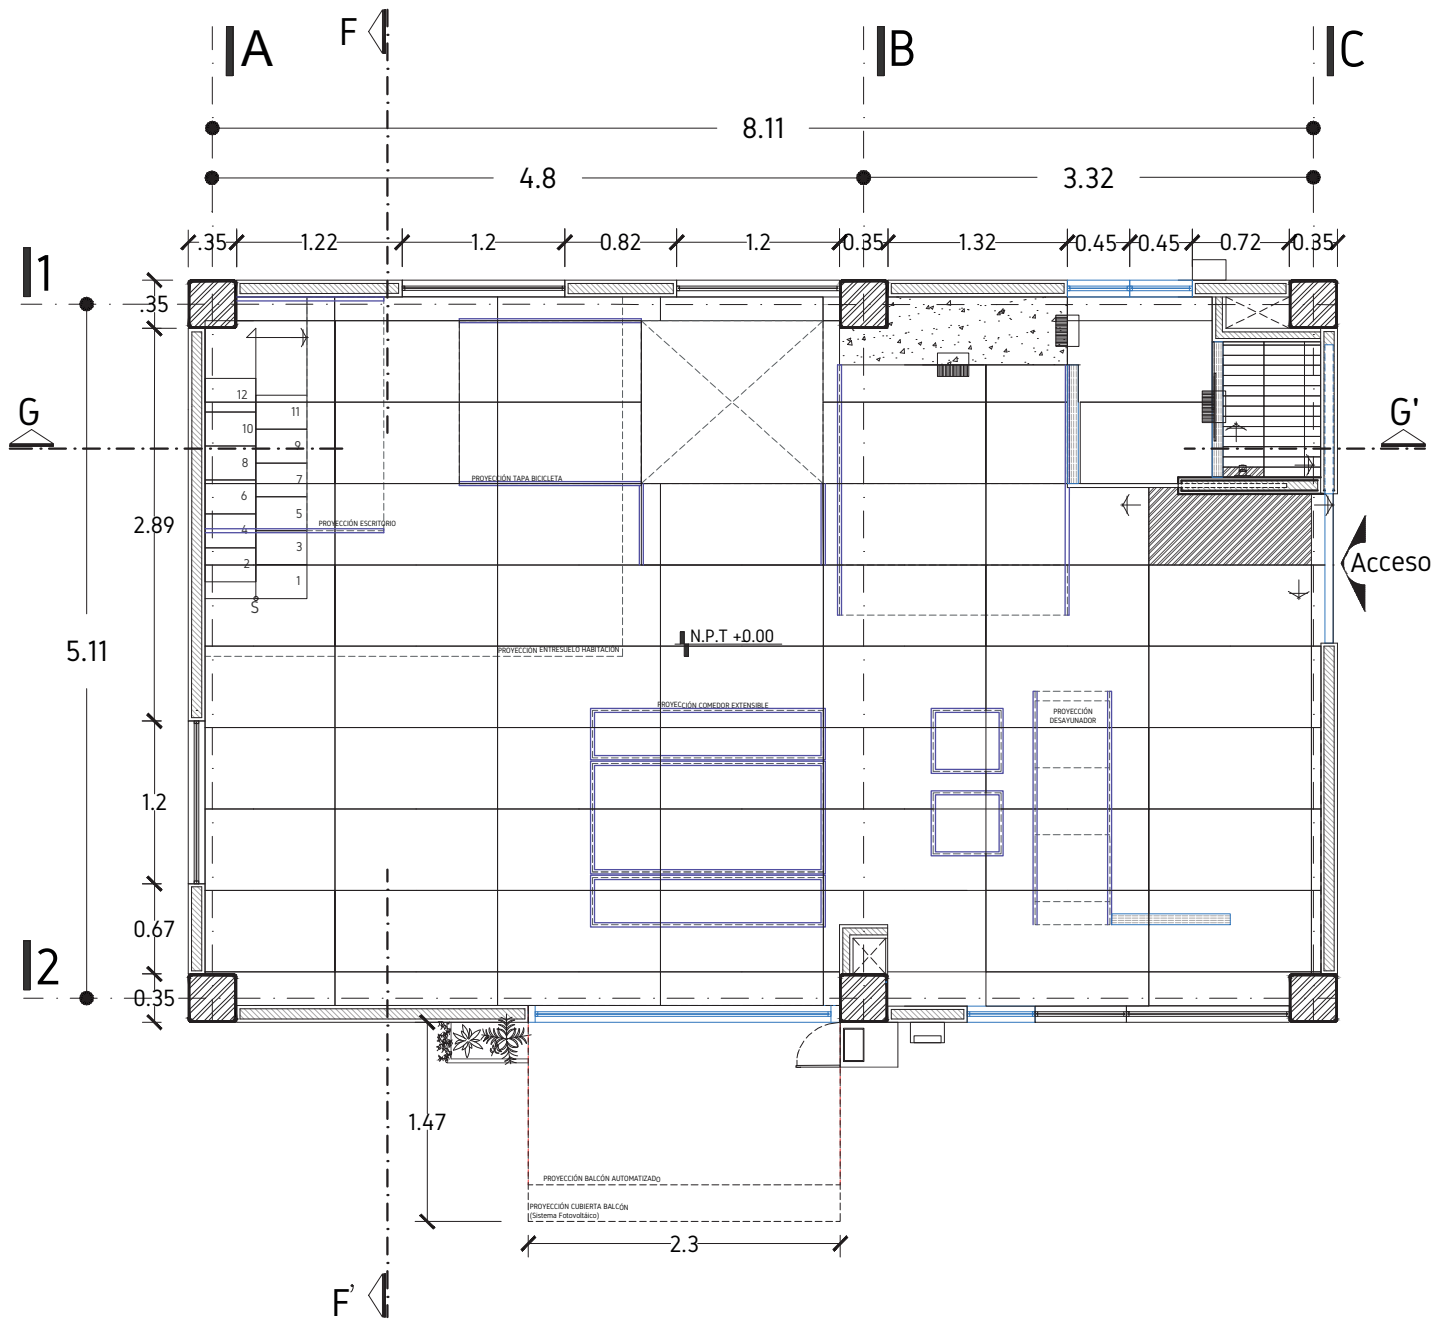 F
A
B
C
8.11
4.8
3.32
.35
1.22
1.2
0.82
1.2
0.35
1.32
0.45
0.45
0.72
0.35
1
.35
12
11
10
9
8
7
6
5
4
3
2
1
S
G
G'
PROYECCIÓN TAPA BICICLETA
PROYECCIÓN ESCRITORIO
2.89
Acceso
N.P.T +0.00
PROYECCIÓN ENTRESUELO HABITACIÓN
5.11
PROYECCIÓN COMEDOR EXTENSIBLE
PROYECCIÓN
DESAYUNADOR
1.2
0.67
2
0.35
1.47
PROYECCIÓN BALCÓN AUTOMATIZADO
PROYECCIÓN CUBIERTA BALCÓN
(Sistema Fotovoltáico)
2.3
F'